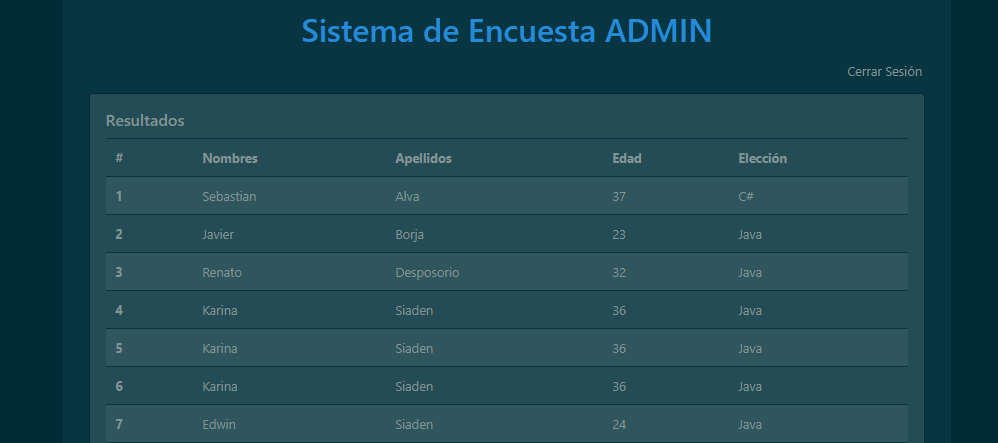 Sistema de Encuesta ADMIN
Cerrar Sesión
Resultados
# Nombres Apellidos Edad Elección
1 Sebastian Alva 37 C#
2 Javier Borja 23 Java
3 Renato Desposorio 32 Java
4 Karina Siaden 36 Java
5 Karina Siaden 36 Java
6 Karina Siaden 36 Java
7 Edwin Siaden 24 Java